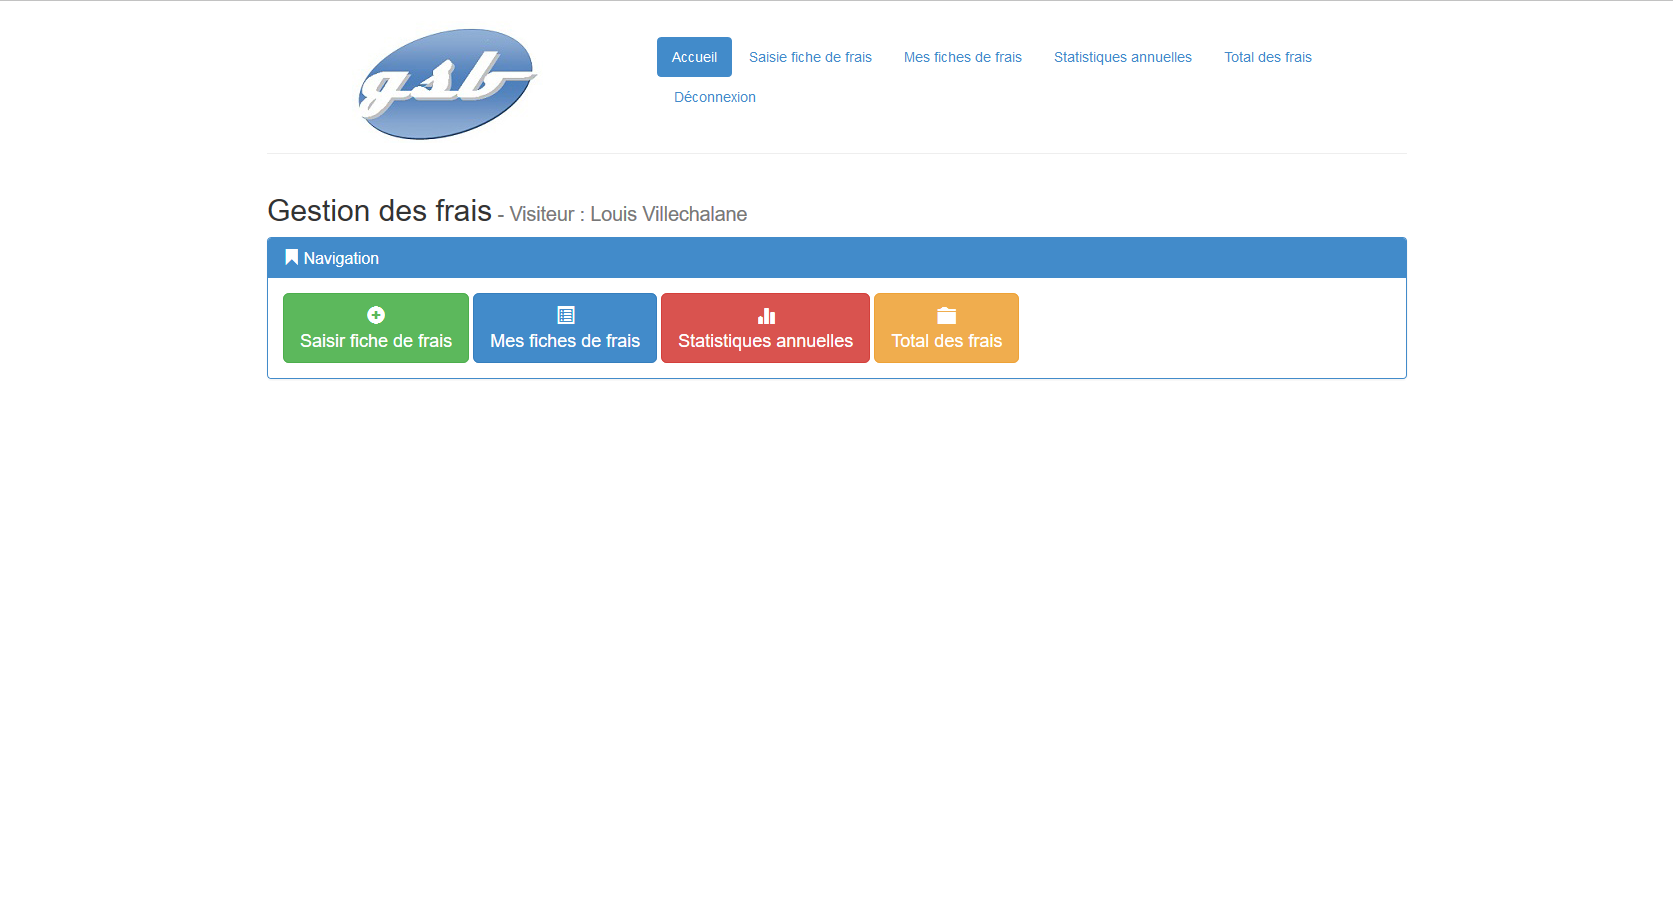 gsb
Accueil Saisie fiche de frais Mes fiches de frais Statistiques annuelles Total des frais
Déconnexion
Gestion des frais - Visiteur : Louis Villechalane
Navigation
Saisir fiche de frais Mes fiches de frais Statistiques annuelles Total des frais